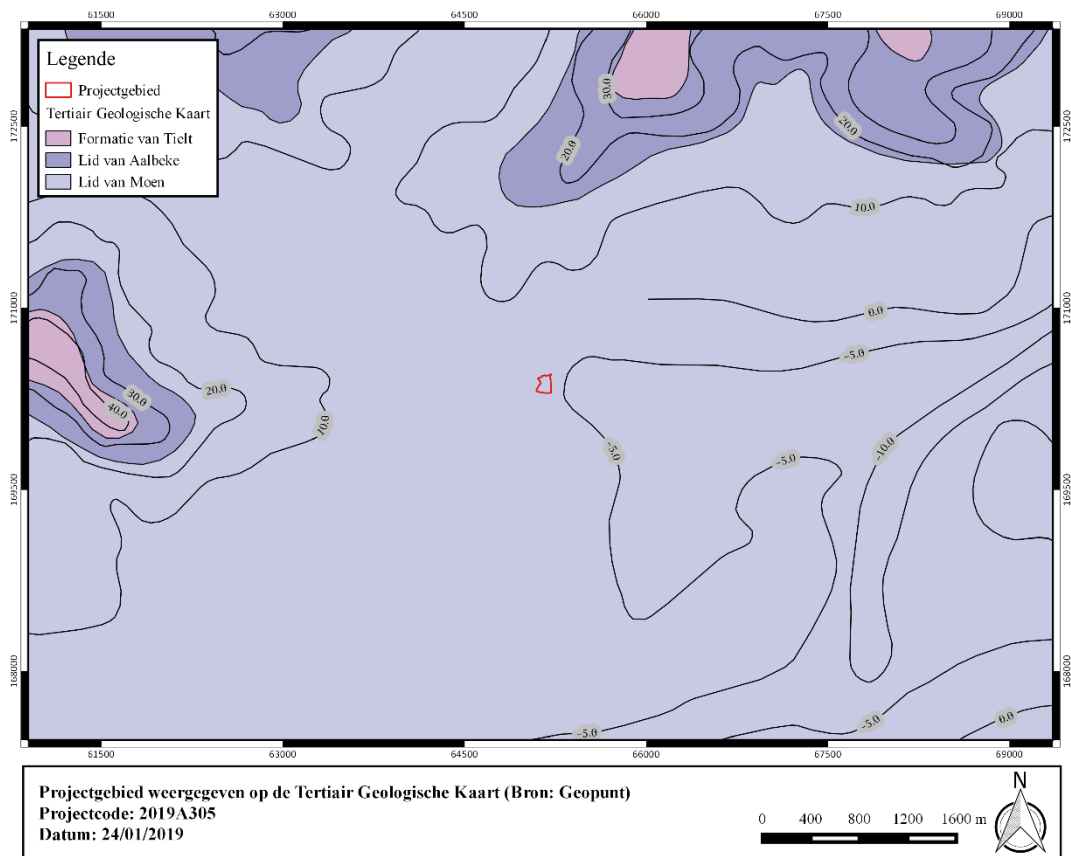 61500 63000 64500 66000 67500 69000
Legende
Projectgebied
Tertiair Geologische Kaart
Formatie van Tielt
Lid van Aalbeke
Lid van Moen
172500
172500
30.0
20.0
20.0
10.0
171000
171000
0.0
-5.0
20.0
30.0
40.0
10.0
-5.0
-5.0
-10.0
169500
169500
168000
168000
-5.0
-5.0
0.0
61500 63000 64500 66000 67500 69000
Projectgebied weergegeven op de Tertiair Geologische Kaart (Bron: Geopunt)
Projectcode: 2019A305
Datum: 24/01/2019
0 400 800 1200 1600 m
N